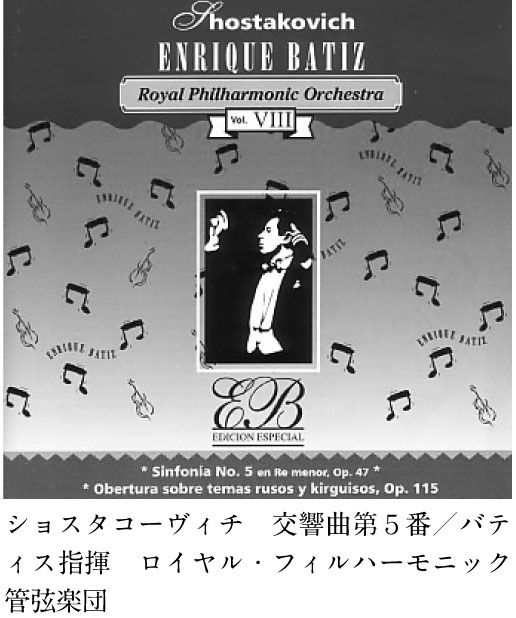 Shostakovich
ENRIQUE BATIZ
Royal Philharmonic Orchestra
Vol. VIII
ENRIQUE BATIZ
ENRIQUE BATIZ
ENRIQUE BATIZ
ENRIQUE BATIZ
EB
EDICION ESPECIAL
* Sinfonía No. 5 en Re menor, Op. 47 *
* Obertura sobre temas rusos y kirguisos, Op. 115
ショスタコーヴィチ　交響曲第５番／バテ
ィス指揮　ロイヤル・フィルハーモニック
管弦楽団